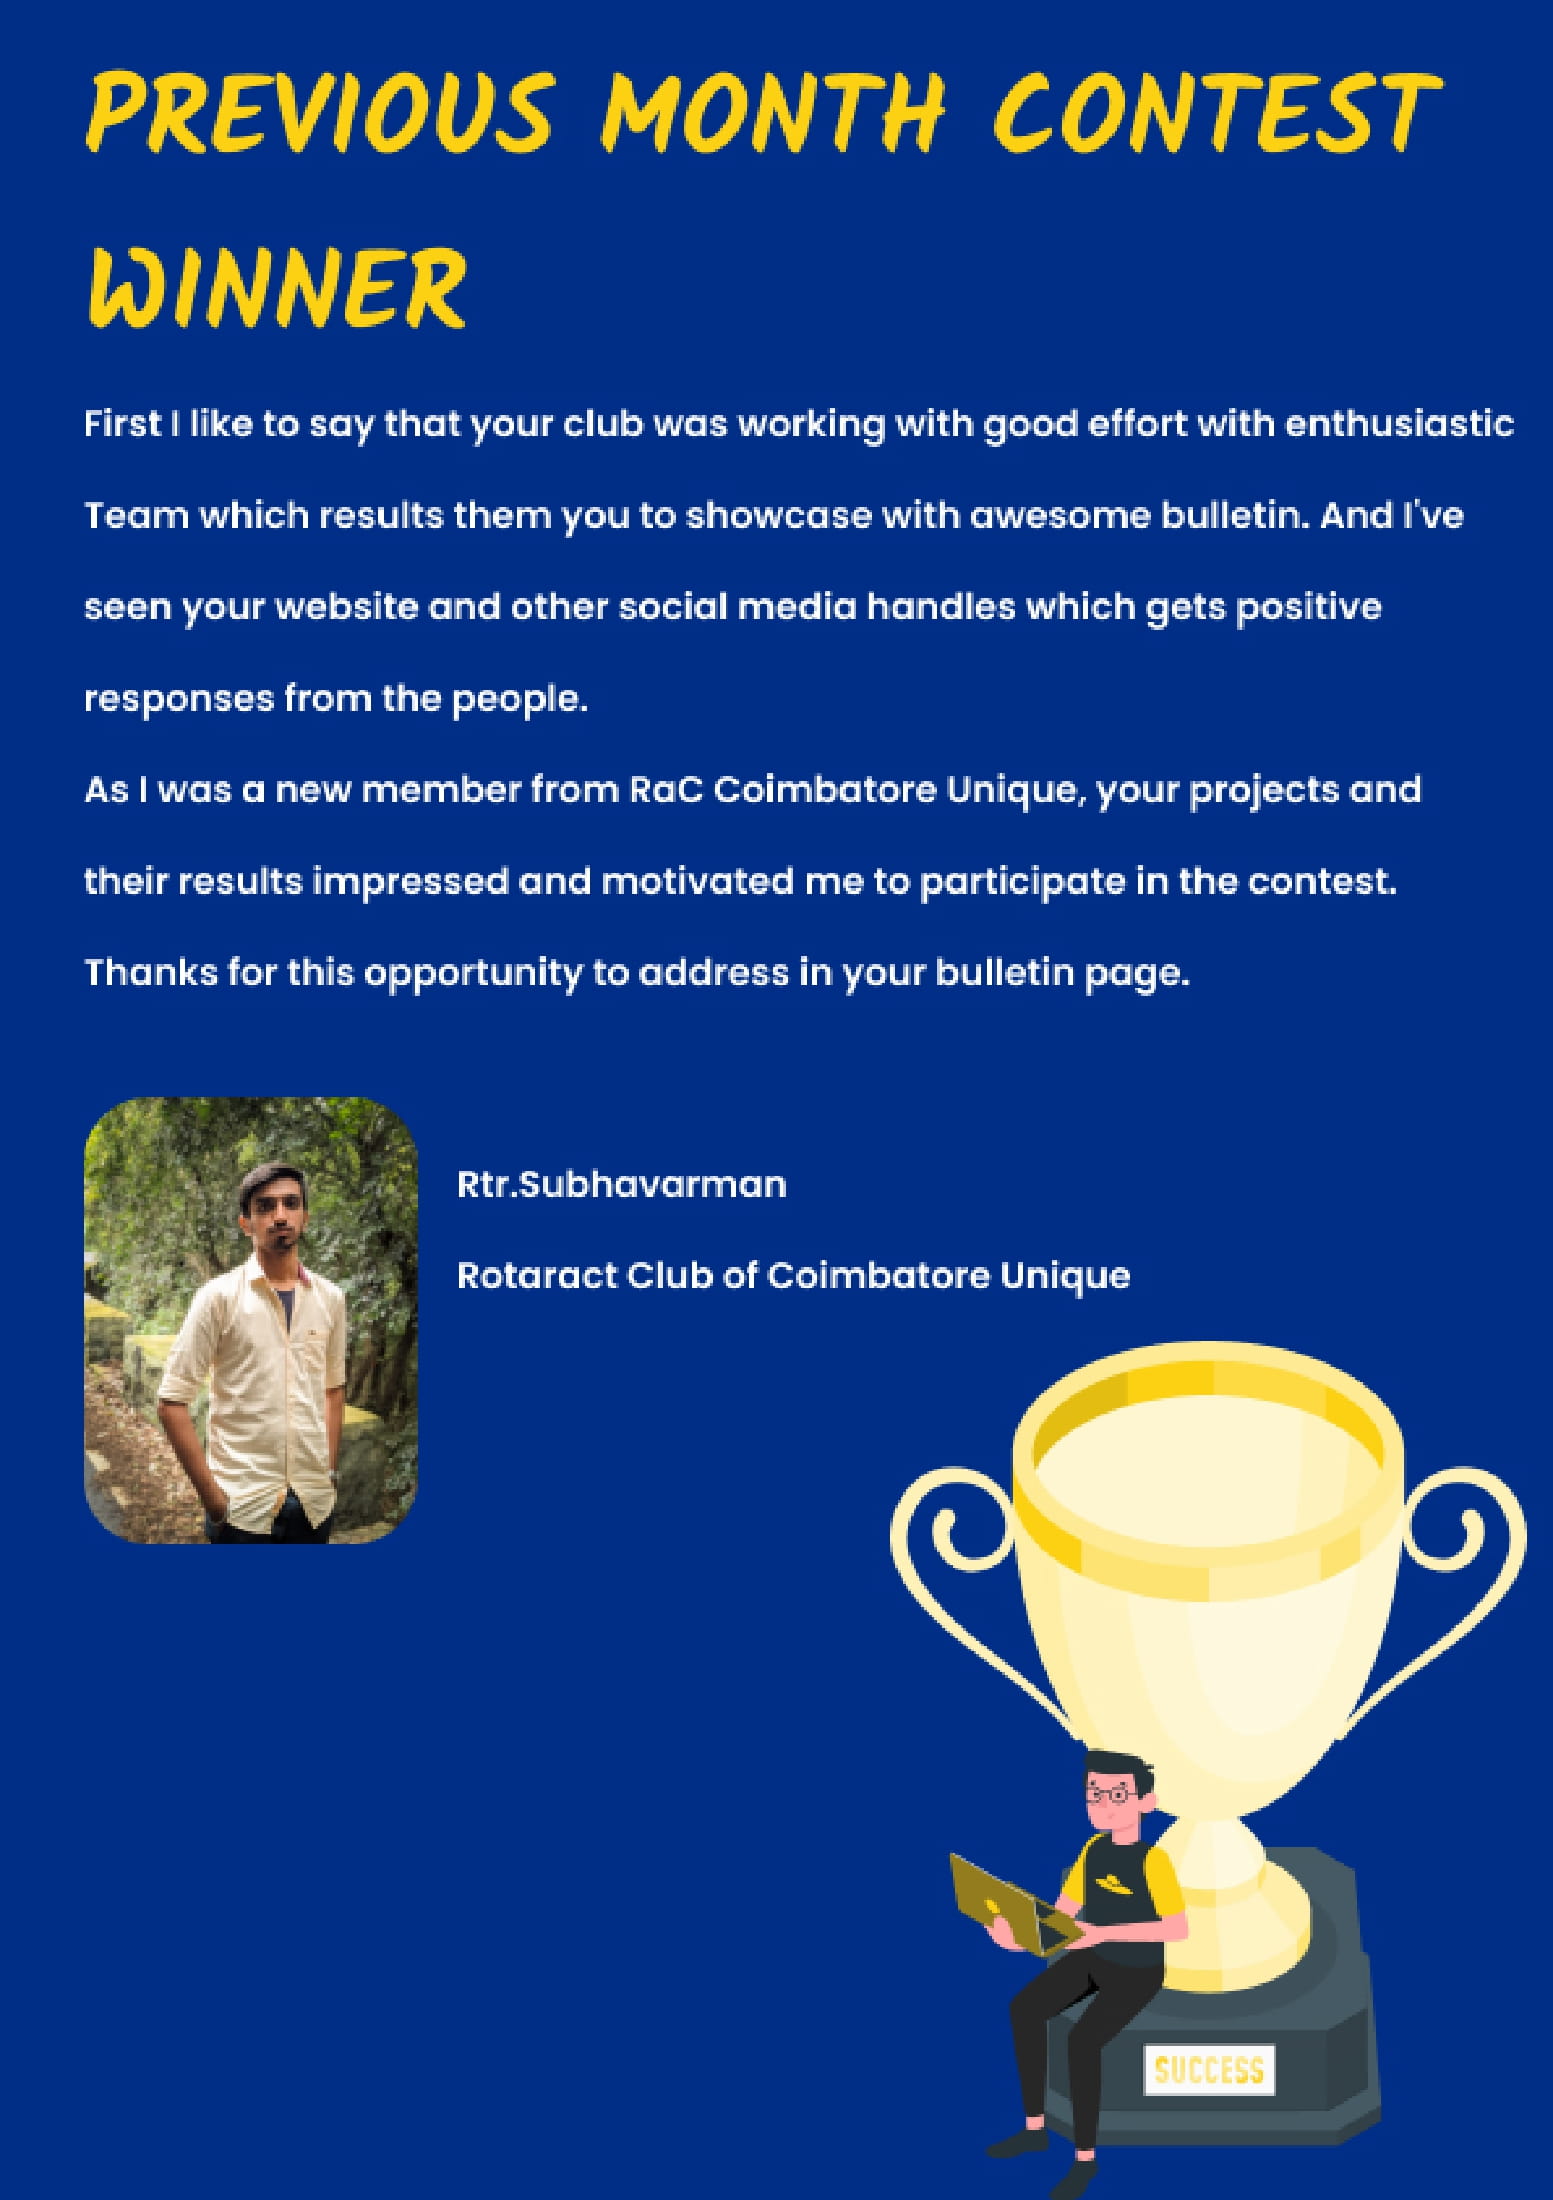 PREVIOUS MONTH CONTEST
WINNER
First I like to say that your club was working with good effort with enthusiastic
Team which results them you to showcase with awesome bulletin. And I've
seen your website and other social media handles which gets positive
responses from the people.
As I was a new member from RaC Coimbatore Unique, your projects and
their results impressed and motivated me to participate in the contest.
Thanks for this opportunity to address in your bulletin page.
Rtr.Subhavarman
Rotaract Club of Coimbatore Unique
SUCCESS